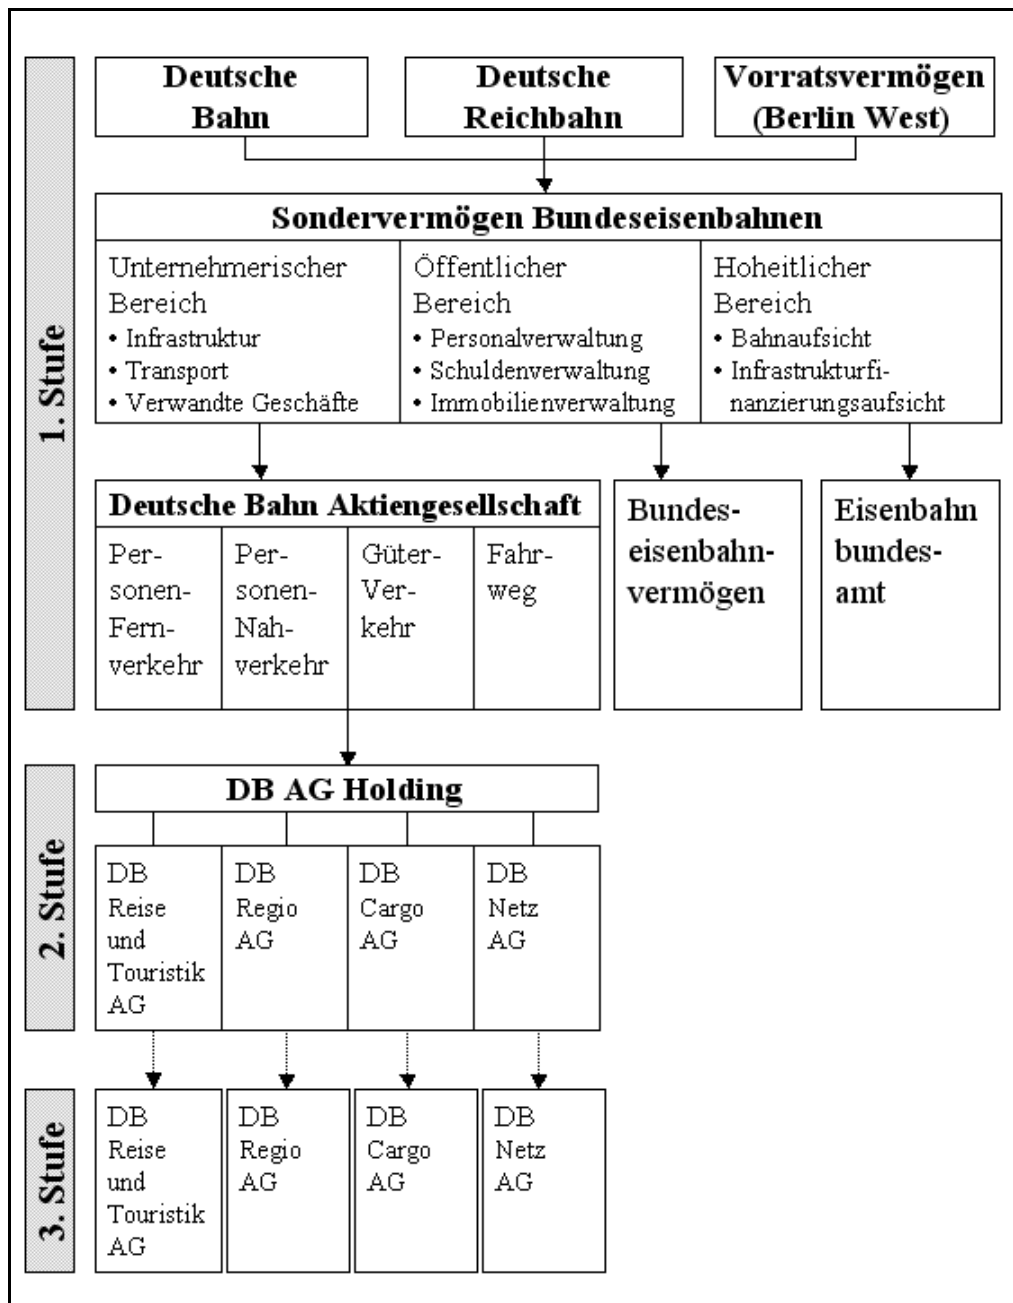 1. Stufe
Deutsche
Bahn
Deutsche
Reichbahn
Vorratsvermögen
(Berlin West)
Sondervermögen Bundeseisenbahnen
Unternehmerischer
Bereich
• Infrastruktur
• Transport
• Verwandte Geschäfte
Öffentlicher
Bereich
• Personalverwaltung
• Schuldenverwaltung
• Immobilienverwaltung
Hoheitlicher
Bereich
• Bahnaufsicht
• Infrastrukturfi-
nanzierungsaufsicht
Deutsche Bahn Aktiengesellschaft
Per-
sonen-
Fern-
verkehr
Per-
sonen-
Nah-
verkehr
Güter-
Ver-
kehr
Fahr-
weg
Bundes-
eisenbahn-
vermögen
Eisenbahn
bundes-
amt
2. Stufe
DB AG Holding
DB
Reise
und
Touristik
AG
DB
Regio
AG
DB
Cargo
AG
DB
Netz
AG
3. Stufe
DB
Reise
und
Touristik
AG
DB
Regio
AG
DB
Cargo
AG
DB
Netz
AG